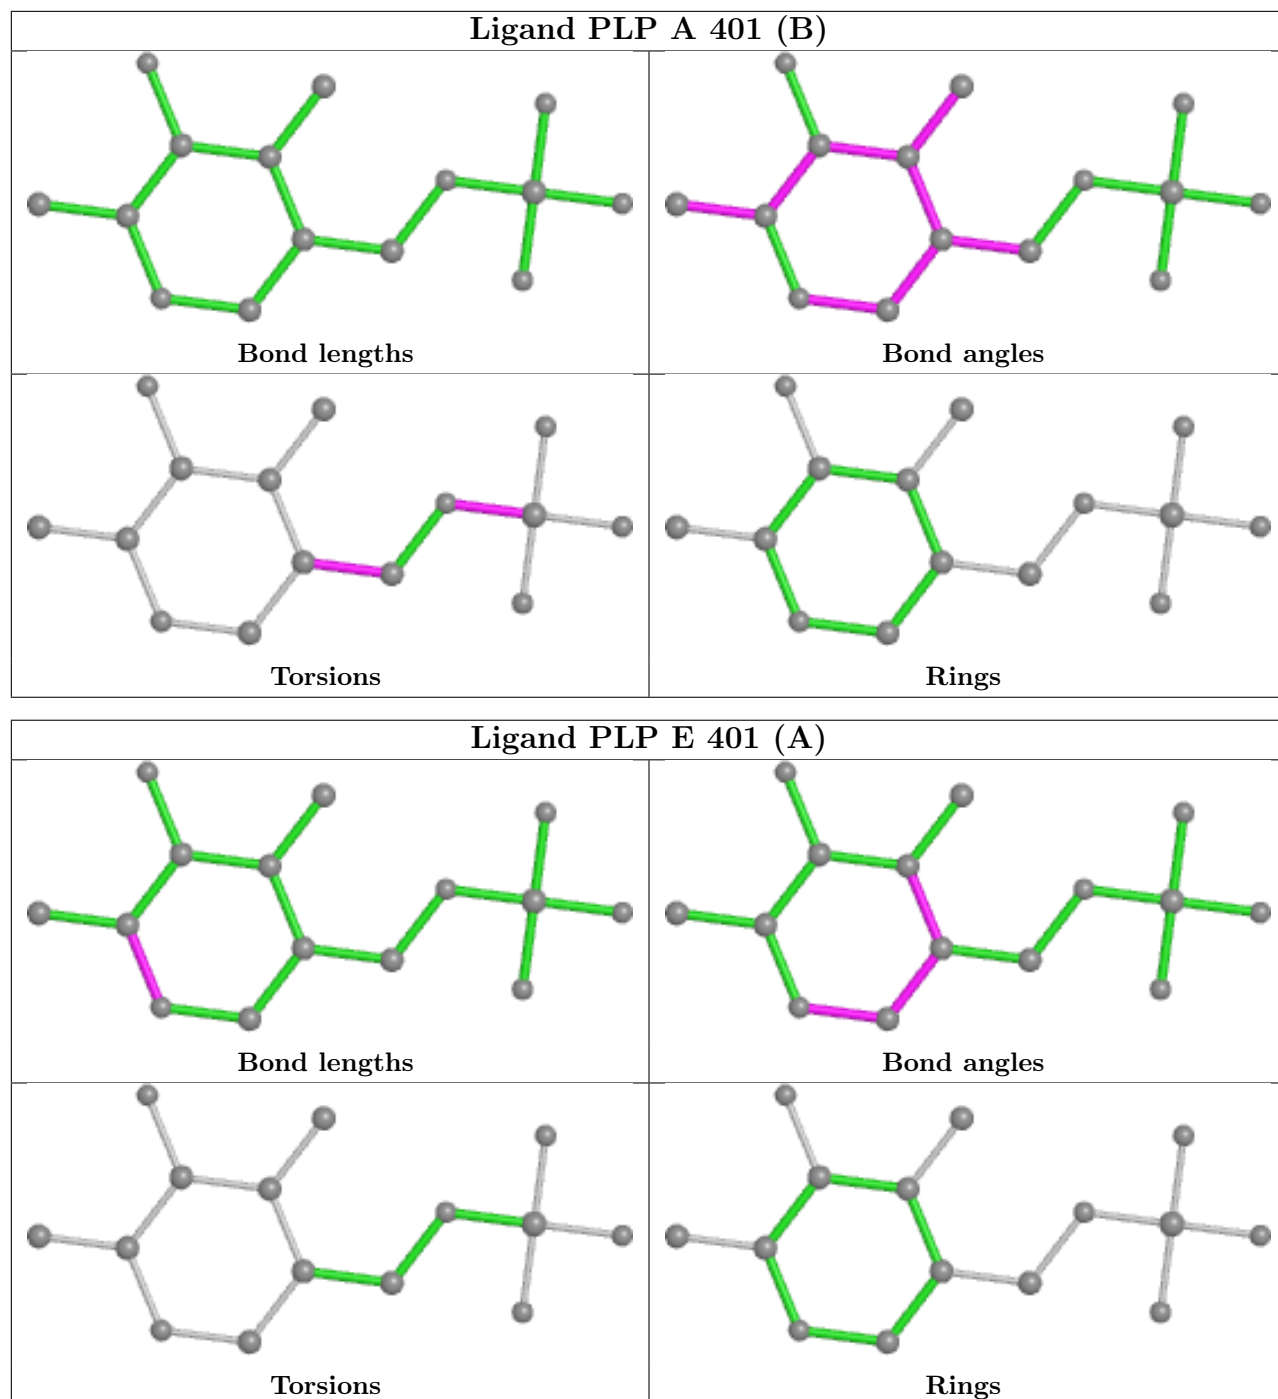 Ligand PLP A 401 (B)
Bond lengths
Bond angles
Torsions
Rings
Ligand PLP E 401 (A)
Bond lengths
Bond angles
Torsions
Rings